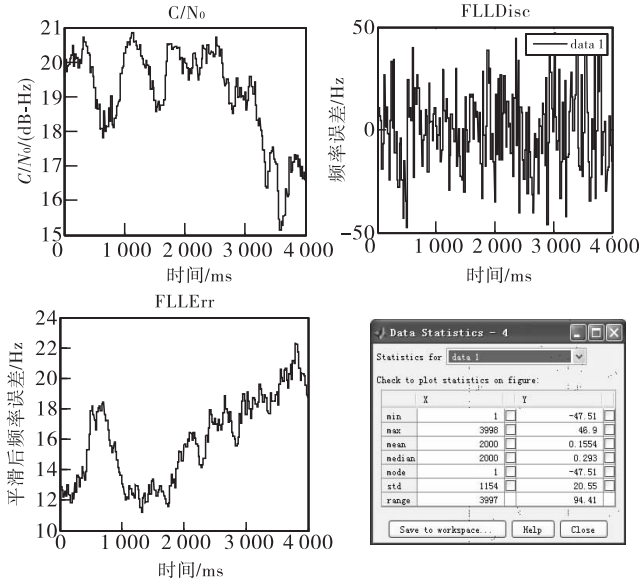 C/N₀
21
20
19
18
17
16
15
0
1 000
2 000
3 000
4 000
C/N₀/(dB-Hz)
时间/ms
FLLDisc
data 1
50
0
-50
0
1 000
2 000
3 000
4 000
频率误差/Hz
时间/ms
FLLErr
24
22
20
18
16
14
12
10
0
1 000
2 000
3 000
4 000
平滑后频率误差/Hz
时间/ms
Data Statistics - 4
Statistics for data 1
Check to plot statistics on figure:
X Y
min 1 -47.51
max 3998 46.9
mean 2000 0.1554
median 2000 0.293
mode 1 -47.51
std 1154 20.55
range 3997 94.41
Save to workspace... Help Close